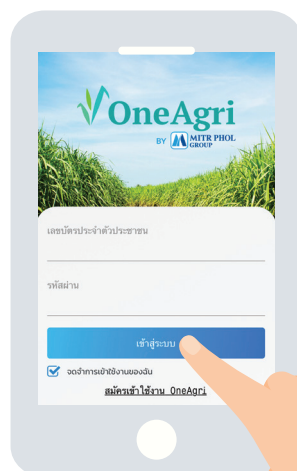 OneAgri
BY MITR PHOL
GROUP
เลขบัตรประจำตัวประชาชน
รหัสผ่าน
เข้าสู่ระบบ
จดจำการเข้าใช้งานของฉัน
สมัครเข้าใช้งาน OneAgri